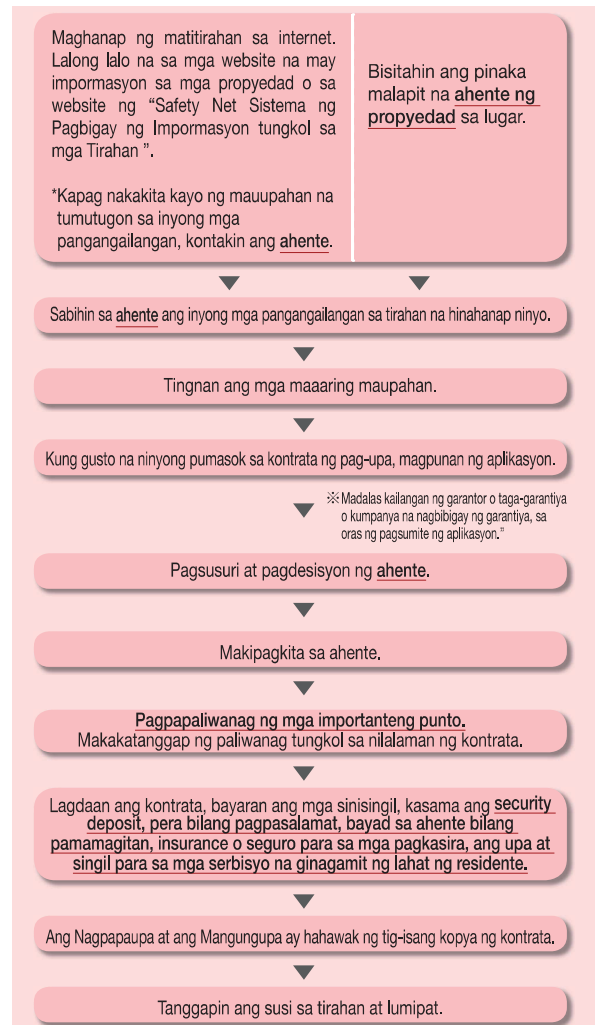 Maghanap ng matitirahan sa internet.
Lalong lalo na sa mga website na may
impormasyon sa mga propyedad o sa
website ng “Safety Net Sistema ng
Pagbigay ng Impormasyon tungkol sa
mga Tirahan ”.
*Kapag nakakita kayo ng mauupahan na
tumutugon sa inyong mga
pangangailangan, kontakin ang ahente.
Bisitahin ang pinaka
malapit na ahente ng
propyedad sa lugar.
Sabihin sa ahente ang inyong mga pangangailangan sa tirahan na hinahanap ninyo.
Tingnan ang mga maaaring maupahan.
Kung gusto na ninyong pumasok sa kontrata ng pag-upa, magpunan ng aplikasyon.
※Madalas kailangan ng garantor o taga-garantiya
o kumpanya na nagbibigay ng garantiya, sa
oras ng pagsumite ng aplikasyon.”
Pagsusuri at pagdesisyon ng ahente.
Makipagkita sa ahente.
Pagpapaliwanag ng mga importanteng punto.
Makakatanggap ng paliwanag tungkol sa nilalaman ng kontrata.
Lagdaan ang kontrata, bayaran ang mga sinisingil, kasama ang security
deposit, pera bilang pagpasalamat, bayad sa ahente bilang
pamamagitan, insurance o seguro para sa mga pagkasira, ang upa at
singil para sa mga serbisyo na ginagamit ng lahat ng residente.
Ang Nagpapaupa at ang Mangungupa ay hahawak ng tig-isang kopya ng kontrata.
Tanggapin ang susi sa tirahan at lumipat.